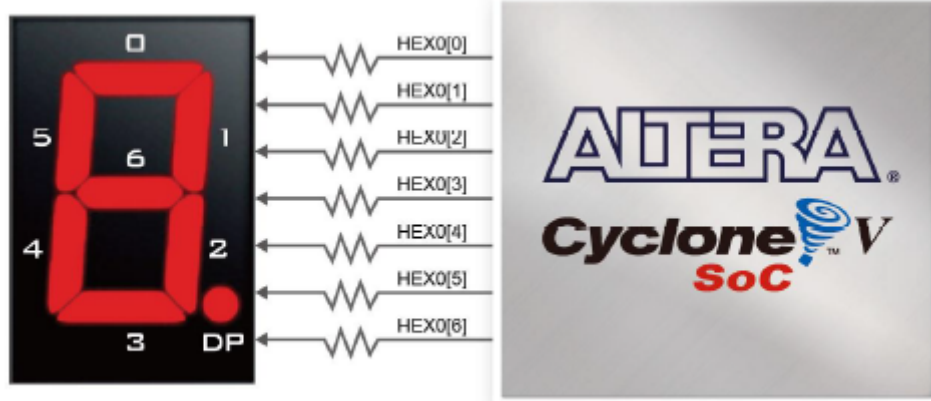 0
5
1
6
4
2
3
DP
HEX0[0]
HEX0[1]
HEX0[2]
HEX0[3]
HEX0[4]
HEX0[5]
HEX0[6]
ALTERA®
Cyclone™ V
SoC